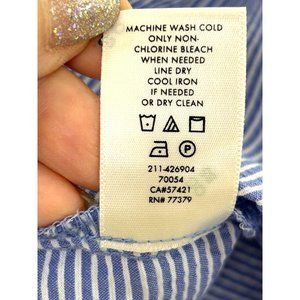 MACHINE WASH COLD
ONLY NON-
CHLORINE BLEACH
WHEN NEEDED
LINE DRY
COOL IRON
IF NEEDED
OR DRY CLEAN
P
211-426904
70054
CA#57421
RN# 77379